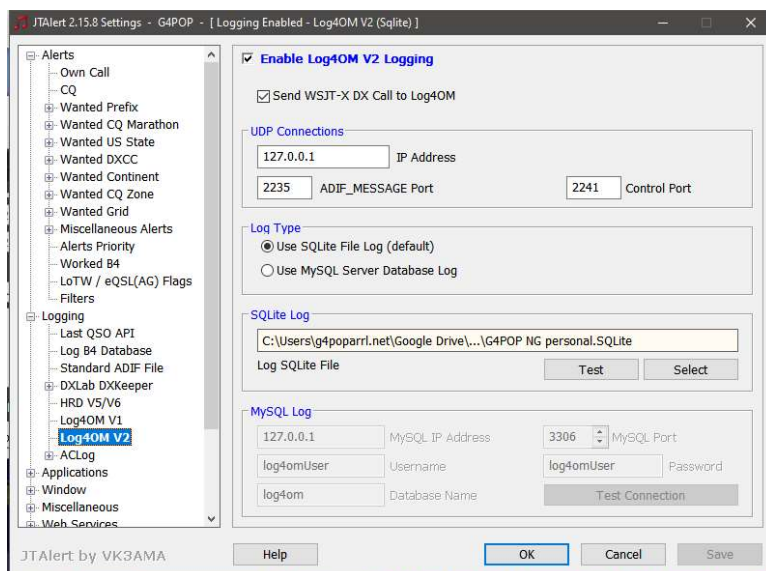 JTAlert 2.15.8 Settings - G4POP - [ Logging Enabled - Log4OM V2 (Sqlite) ]
Alerts
Own Call
CQ
Wanted Prefix
Wanted CQ Marathon
Wanted US State
Wanted DXCC
Wanted Continent
Wanted CQ Zone
Wanted Grid
Miscellaneous Alerts
Alerts Priority
Worked B4
LoTW / eQSL(AG) Flags
Filters
Logging
Last QSO API
Log B4 Database
Standard ADIF File
DXLab DXKeeper
HRD V5/V6
Log4OM V1
Log4OM V2
ACLog
Applications
Window
Miscellaneous
Web Services
Enable Log4OM V2 Logging
Send WSJT-X DX Call to Log4OM
UDP Connections
127.0.0.1 IP Address
2235 ADIF_MESSAGE Port 2241 Control Port
Log Type
Use SQLite File Log (default)
Use MySQL Server Database Log
SQLite Log
C:\Users\g4poparrl.net\Google Drive\...\G4POP NG personal.SQLite
Log SQLite File Test Select
MySQL Log
127.0.0.1 MySQL IP Address 3306 MySQL Port
log4omUser Username log4omUser Password
log4om Database Name Test Connection
JTAlert by VK3AMA Help OK Cancel Save